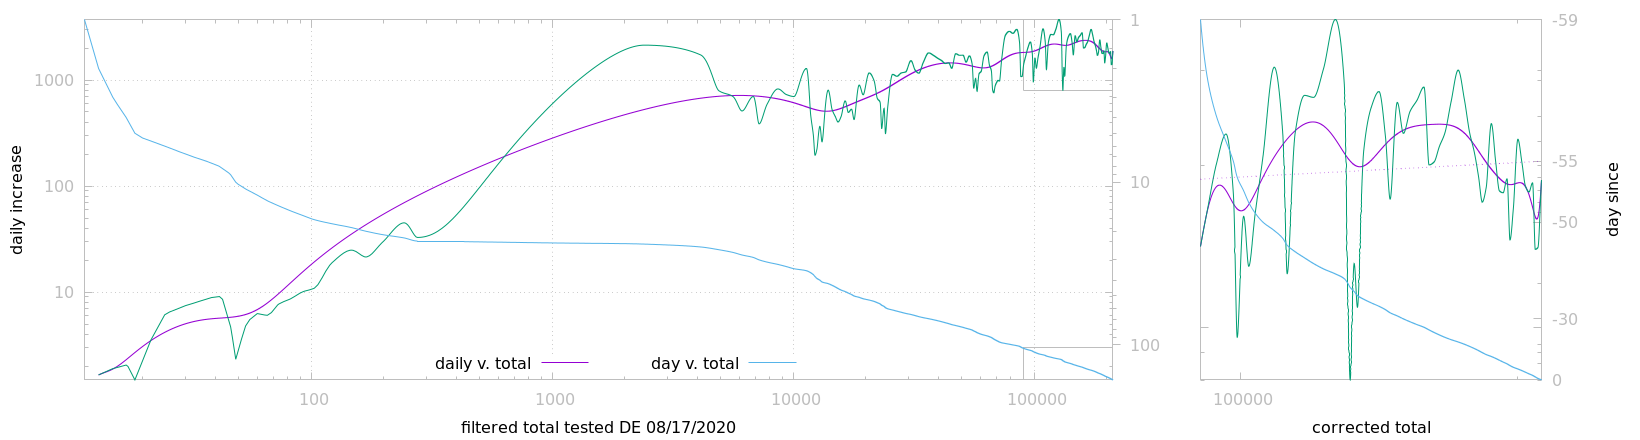 daily increase
1000
100
10
100
1000
10000
100000
1
10
100
daily v. total
day v. total
filtered total tested DE 08/17/2020
-59
-55
-50
-30
0
day since
100000
corrected total